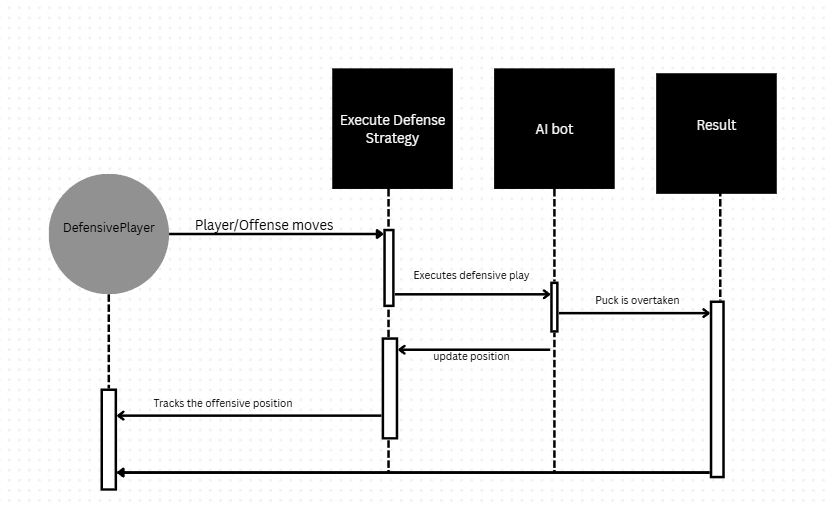 Execute Defense
Strategy
AI bot
Result
DefensivePlayer
Player/Offense moves
Executes defensive play
Puck is overtaken
update position
Tracks the offensive position